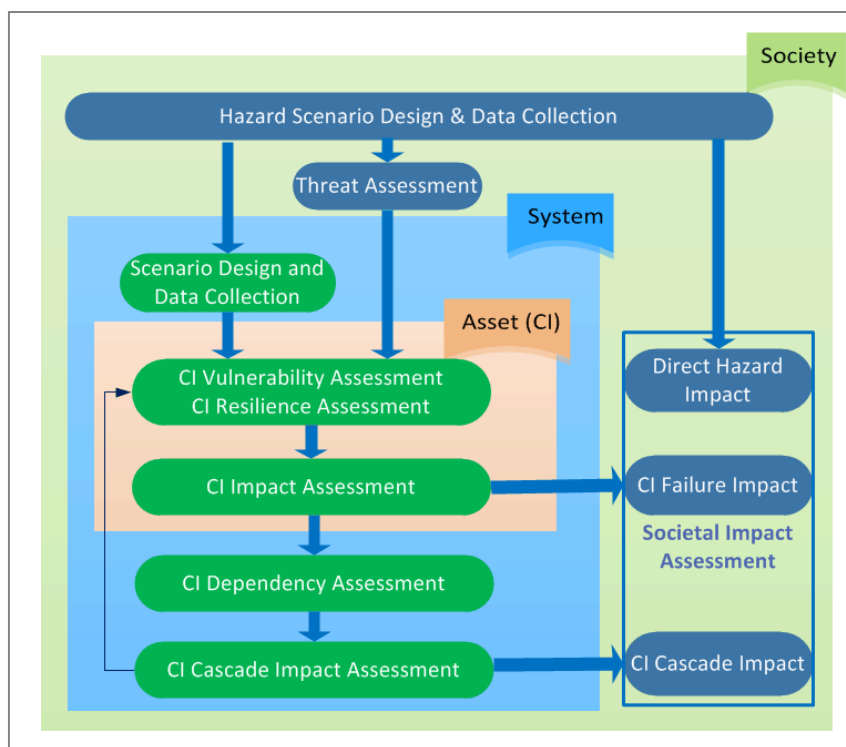 Society
Hazard Scenario Design & Data Collection
Threat Assessment
System
Scenario Design and
Data Collection
Asset (CI)
CI Vulnerability Assessment
CI Resilience Assessment
Direct Hazard
Impact
CI Impact Assessment
CI Failure Impact
Societal Impact
Assessment
CI Dependency Assessment
CI Cascade Impact Assessment
CI Cascade Impact